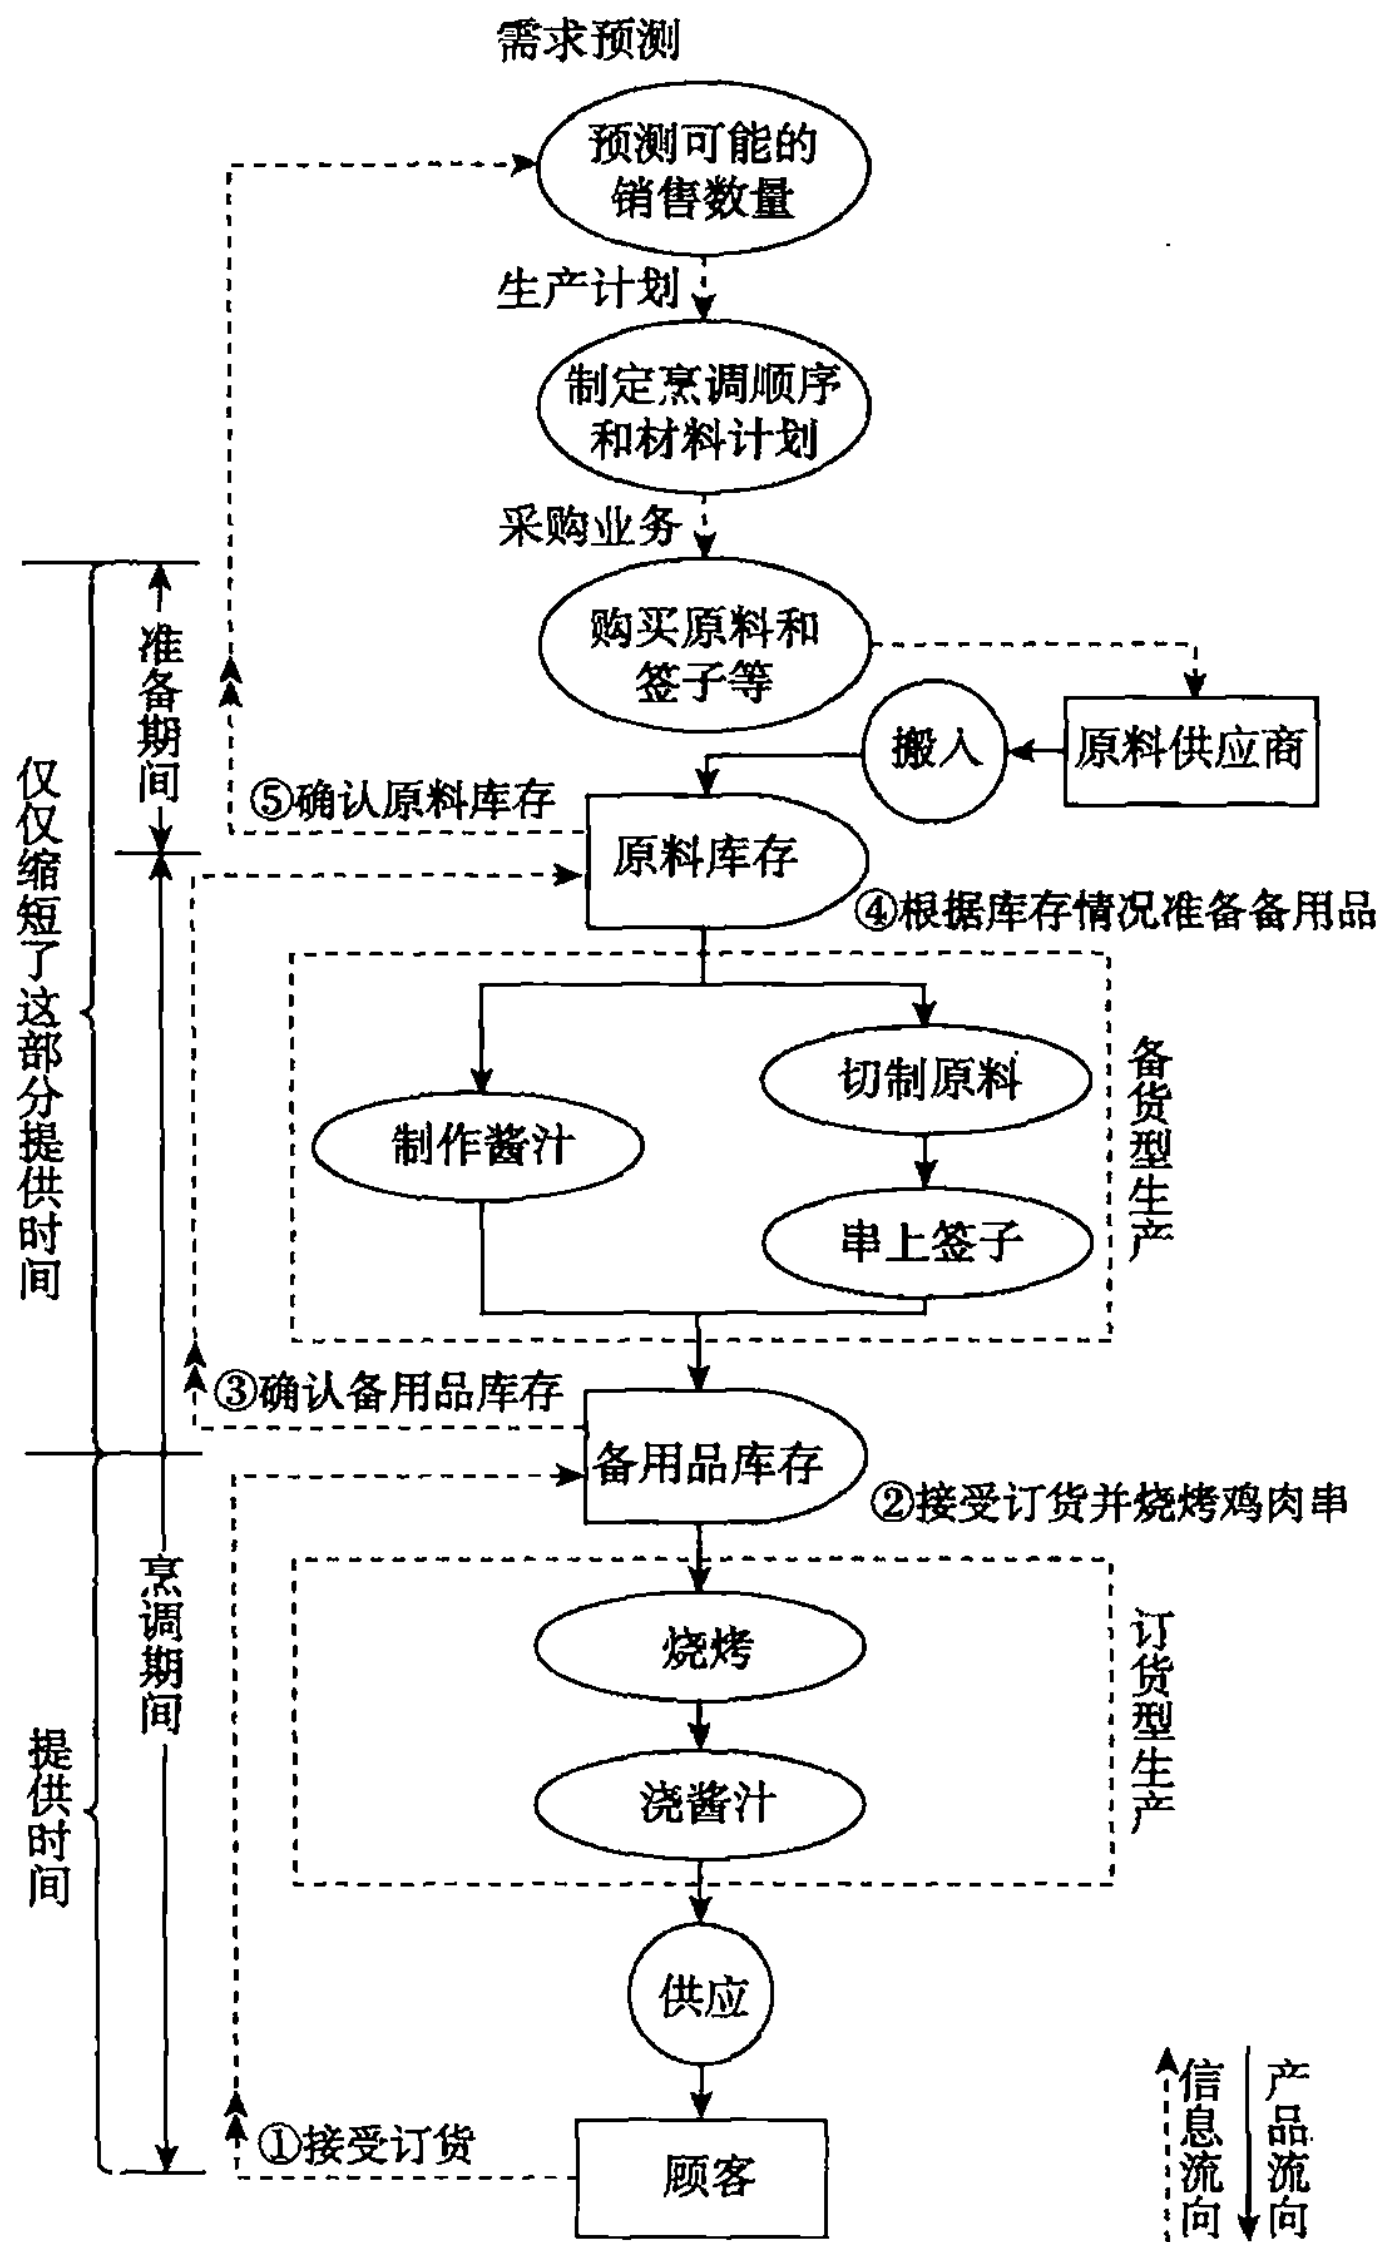 需求预测
预测可能的
销售数量
生产计划
制定烹调顺序
和材料计划
采购业务
购买原料和
签子等
搬入
原料供应商
准备期间
⑤确认原料库存
原料库存
④根据库存情况准备备用品
仅仅缩短了这部分提供时间
切制原料
制作酱汁
串上签子
备货型生产
③确认备用品库存
备用品库存
②接受订货并烧烤鸡肉串
烹调期间
烧烤
浇酱汁
订货型生产
提供时间
供应
①接受订货
顾客
信息流向
产品流向